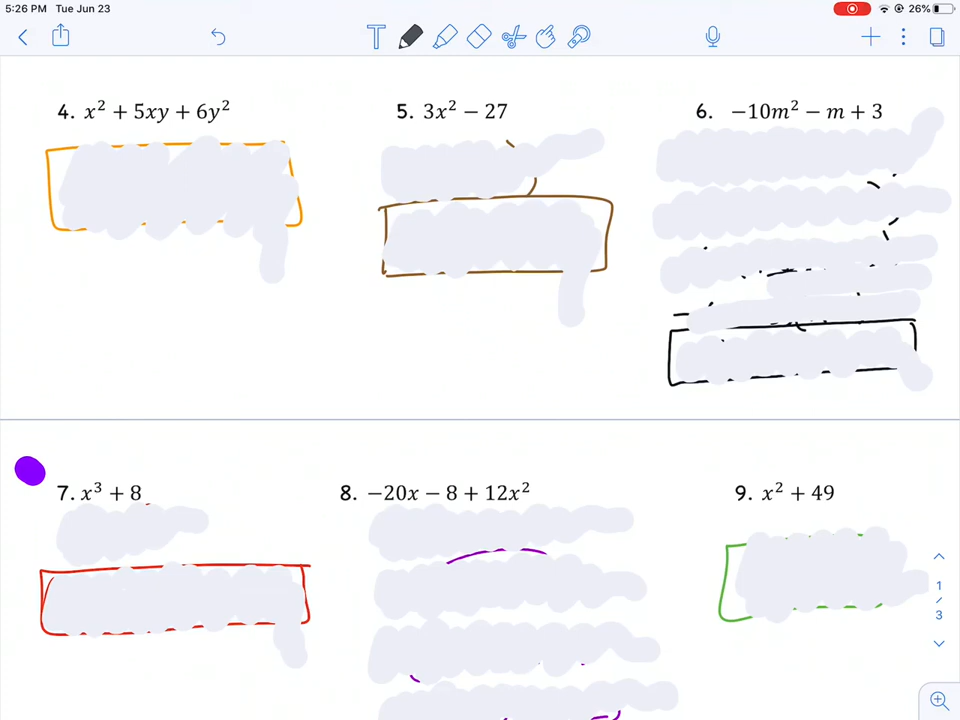 5:26 PM Tue Jun 23
26%
4. x² + 5xy + 6y²
5. 3x² − 27
6. −10m² − m + 3
7. x³ + 8
8. −20x − 8 + 12x²
9. x² + 49
1
/
3